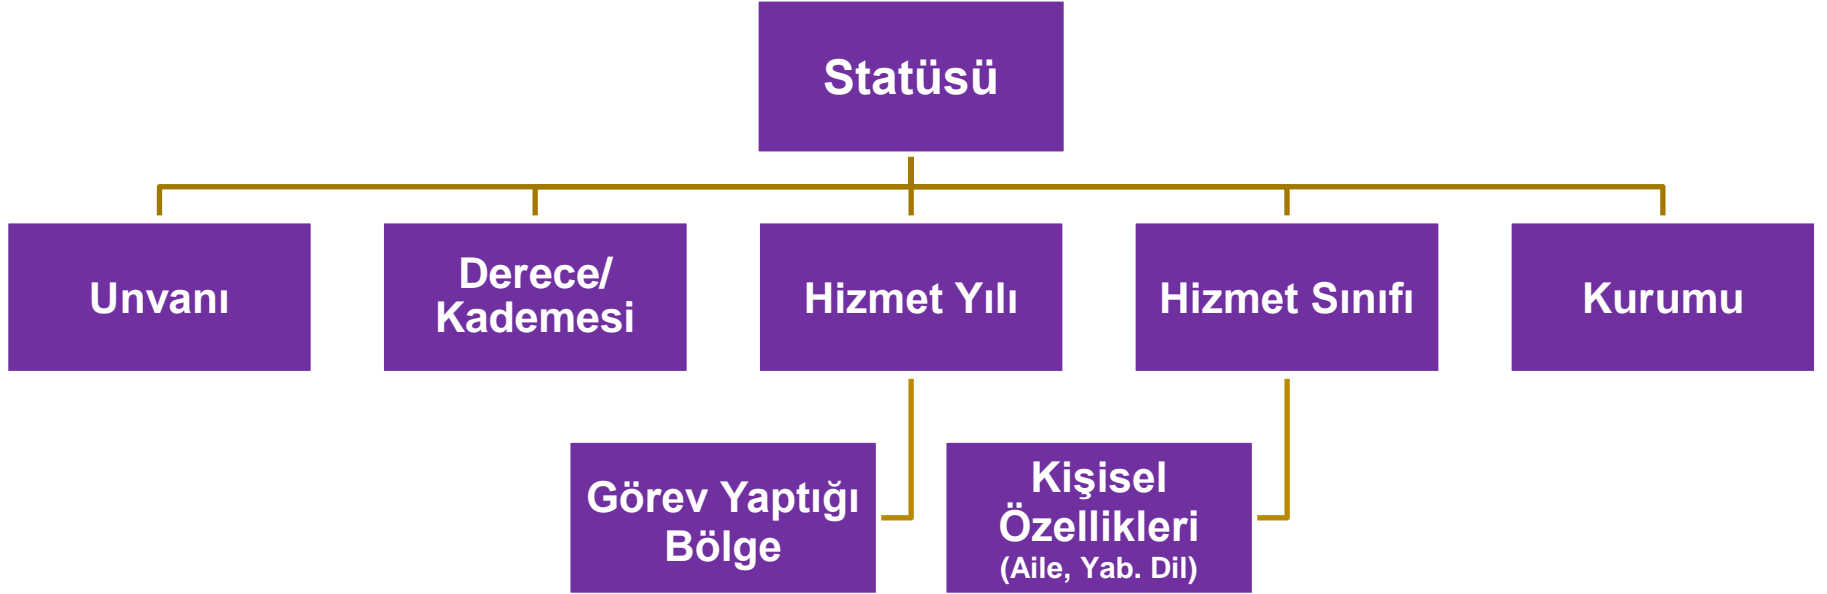 Statüsü
Unvanı
Derece/
Kademesi
Hizmet Yılı
Hizmet Sınıfı
Kurumu
Görev Yaptığı
Bölge
Kişisel
Özellikleri
(Aile, Yab. Dil)